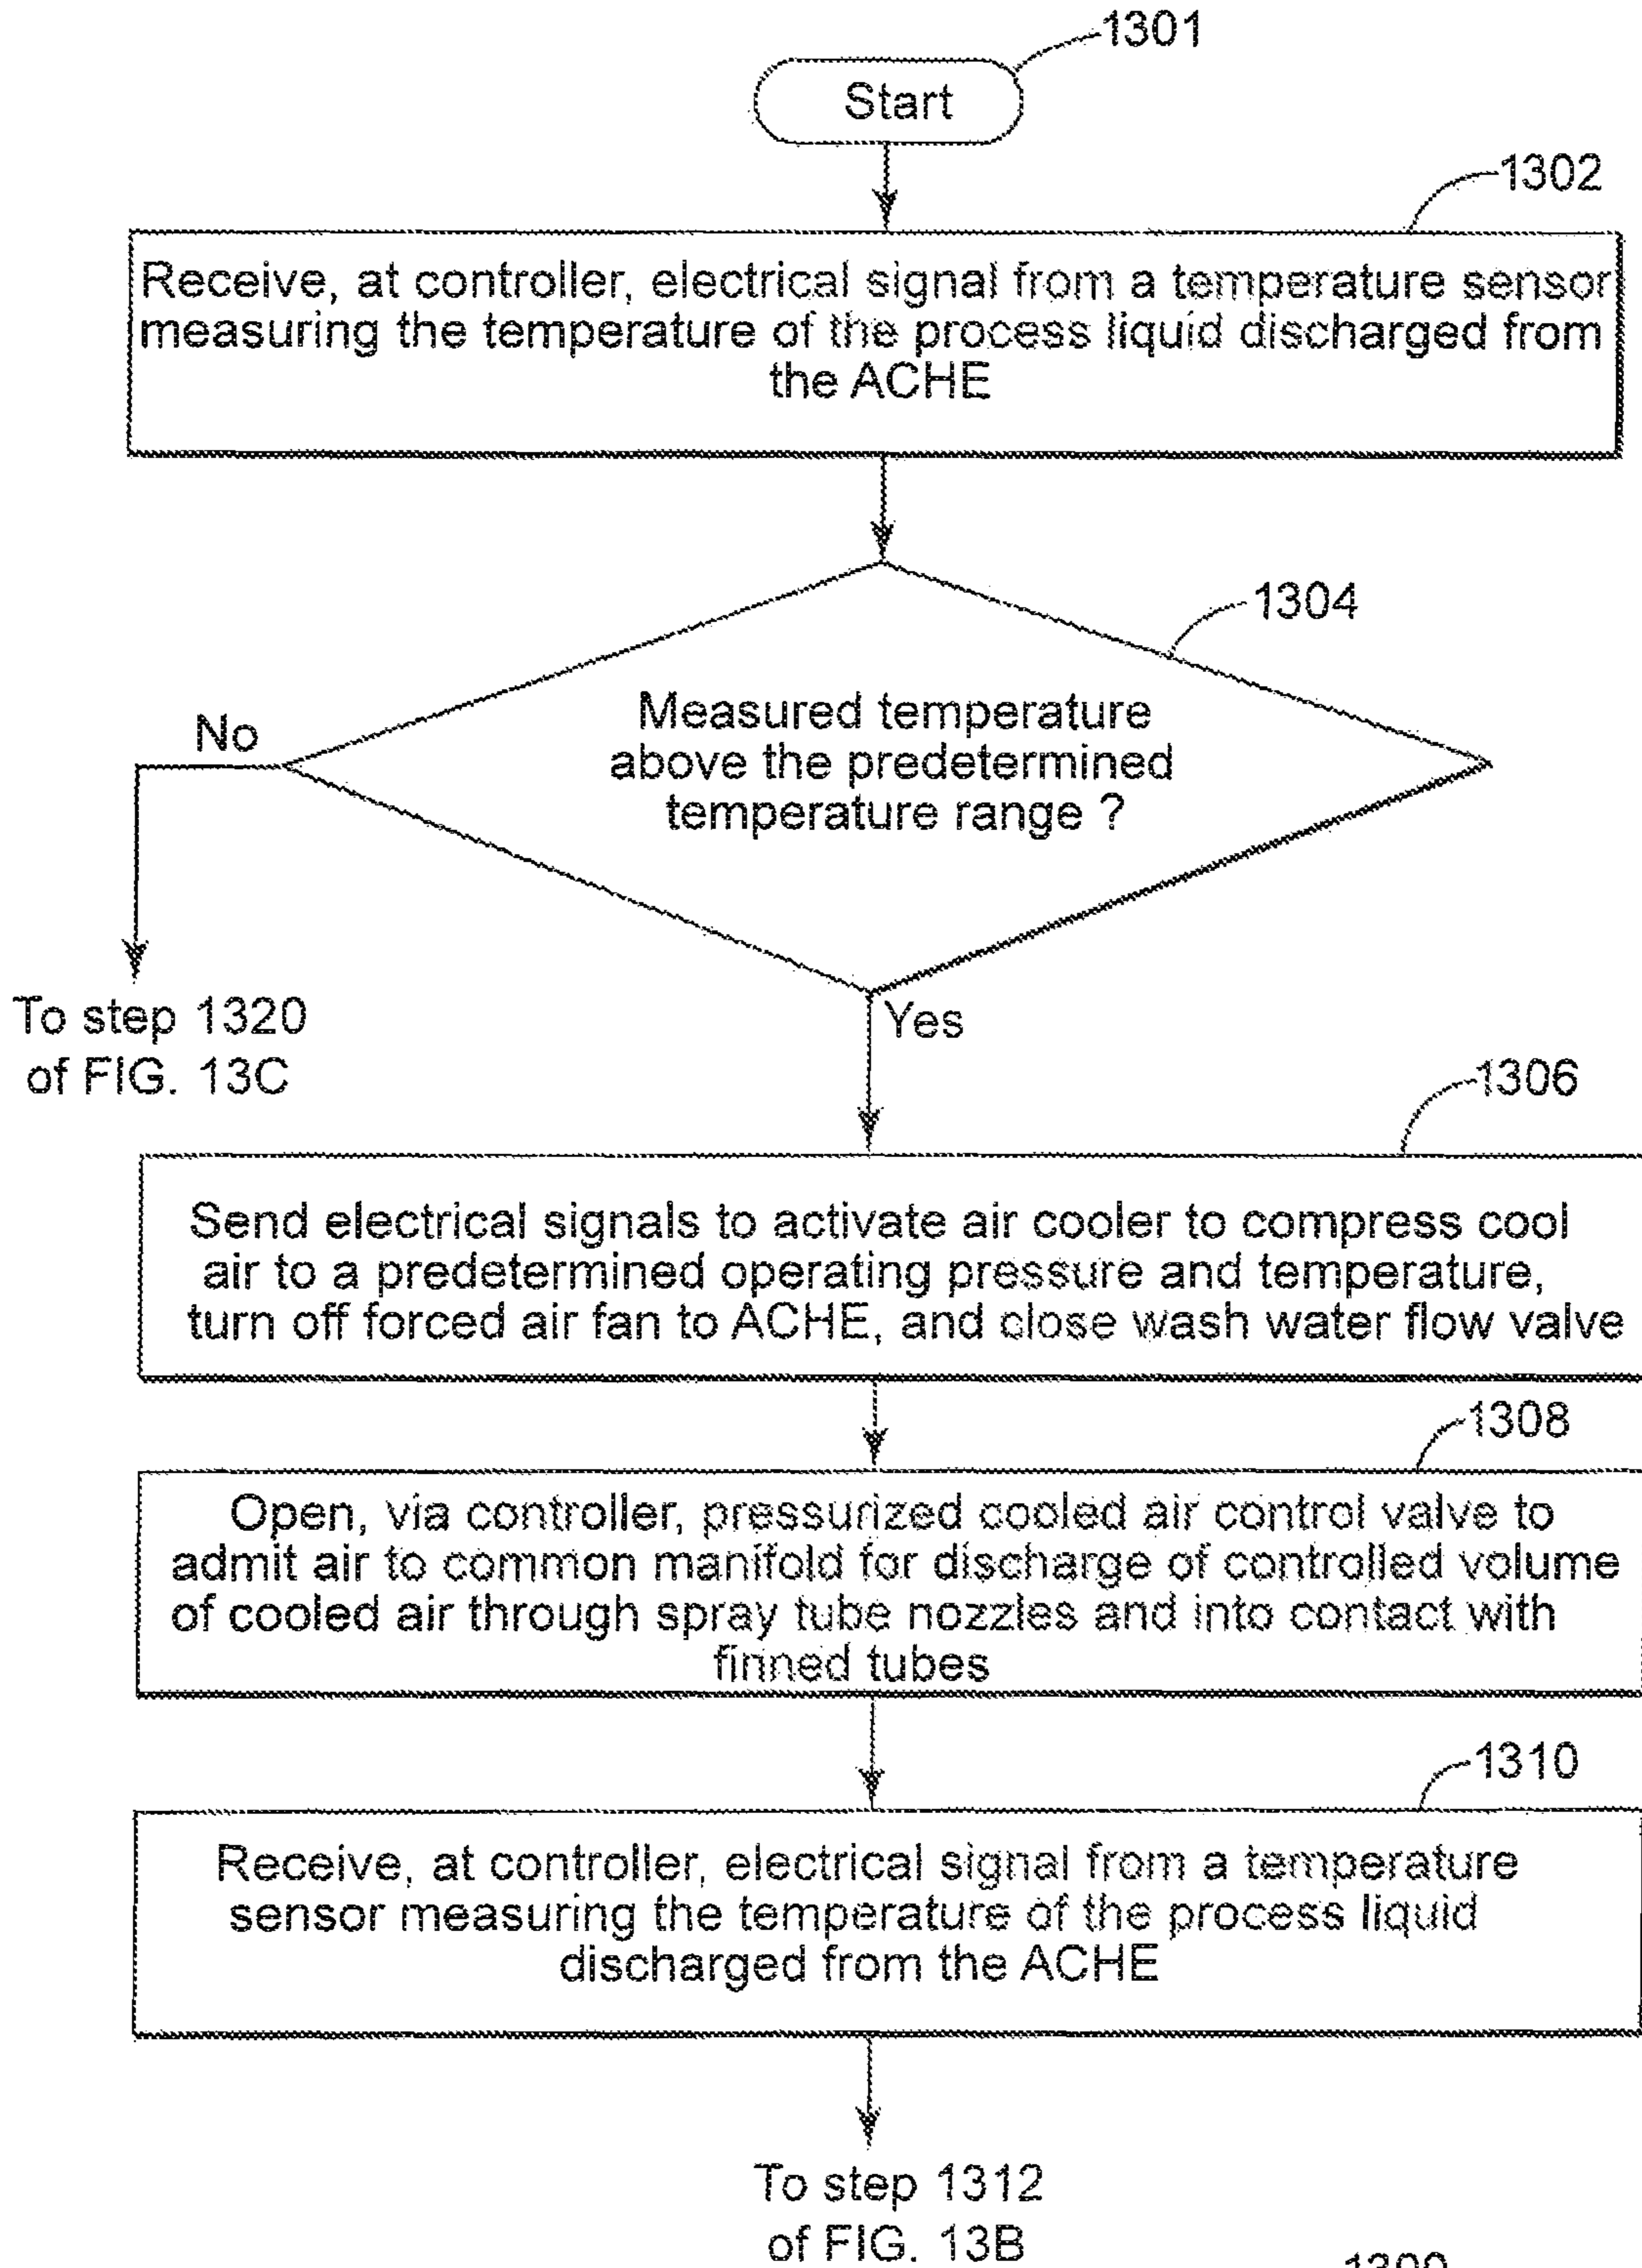 1301
Start
1302
Receive, at controller, electrical signal from a temperature sensor
measuring the temperature of the process liquid discharged from
the ACHE
1304
Measured temperature
above the predetermined
temperature range ?
No
To step 1320
of FIG. 13C
Yes
1306
Send electrical signals to activate air cooler to compress cool
air to a predetermined operating pressure and temperature,
turn off forced air fan to ACHE, and close wash water flow valve
1308
Open, via controller, pressurized cooled air control valve to
admit air to common manifold for discharge of controlled volume
of cooled air through spray tube nozzles and into contact with
finned tubes
1310
Receive, at controller, electrical signal from a temperature
sensor measuring the temperature of the process liquid
discharged from the ACHE
To step 1312
of FIG. 13B